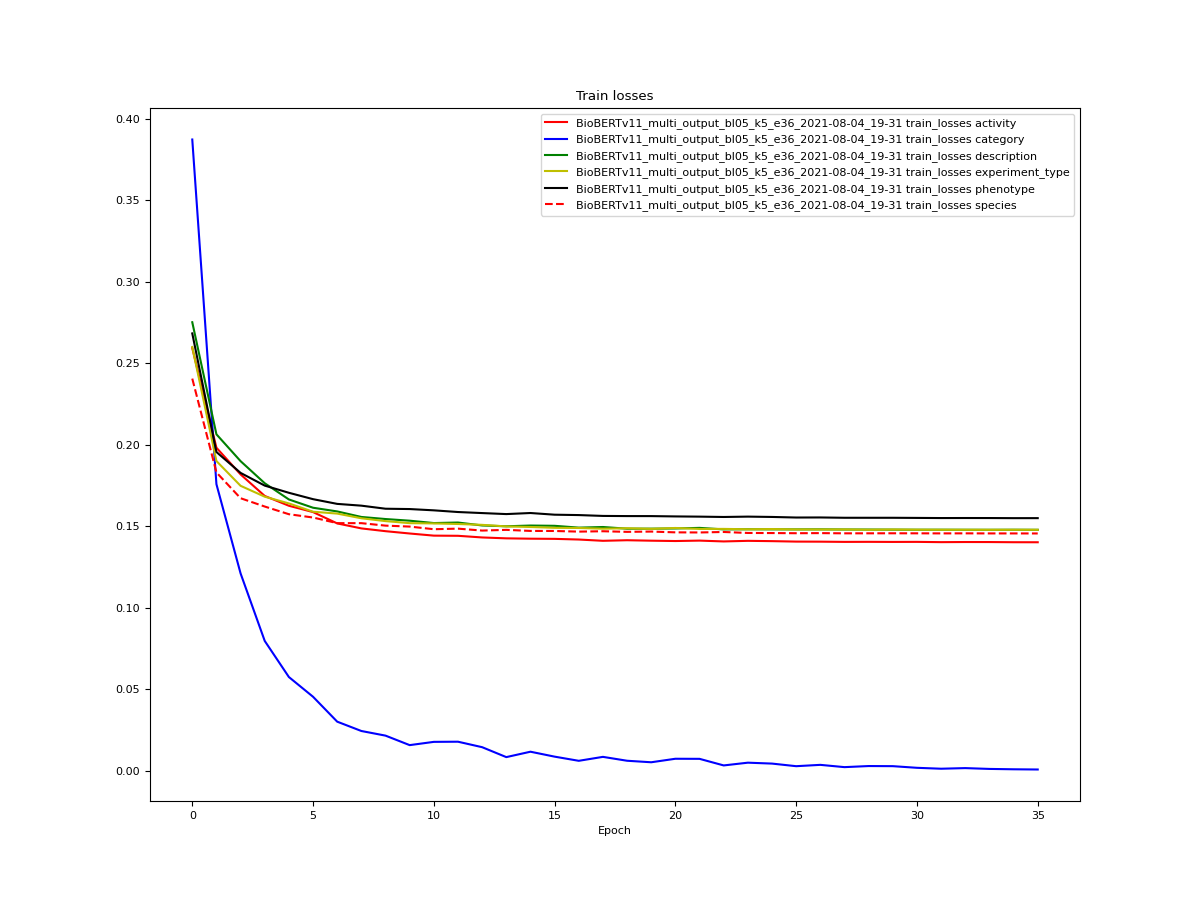 Train losses
0.40
0.35
0.30
0.25
0.20
0.15
0.10
0.05
0.00
BioBERTv11_multi_output_bl05_k5_e36_2021-08-04_19-31 train_losses activity
BioBERTv11_multi_output_bl05_k5_e36_2021-08-04_19-31 train_losses category
BioBERTv11_multi_output_bl05_k5_e36_2021-08-04_19-31 train_losses description
BioBERTv11_multi_output_bl05_k5_e36_2021-08-04_19-31 train_losses experiment_type
BioBERTv11_multi_output_bl05_k5_e36_2021-08-04_19-31 train_losses phenotype
BioBERTv11_multi_output_bl05_k5_e36_2021-08-04_19-31 train_losses species
0 5 10 15 20 25 30 35
Epoch